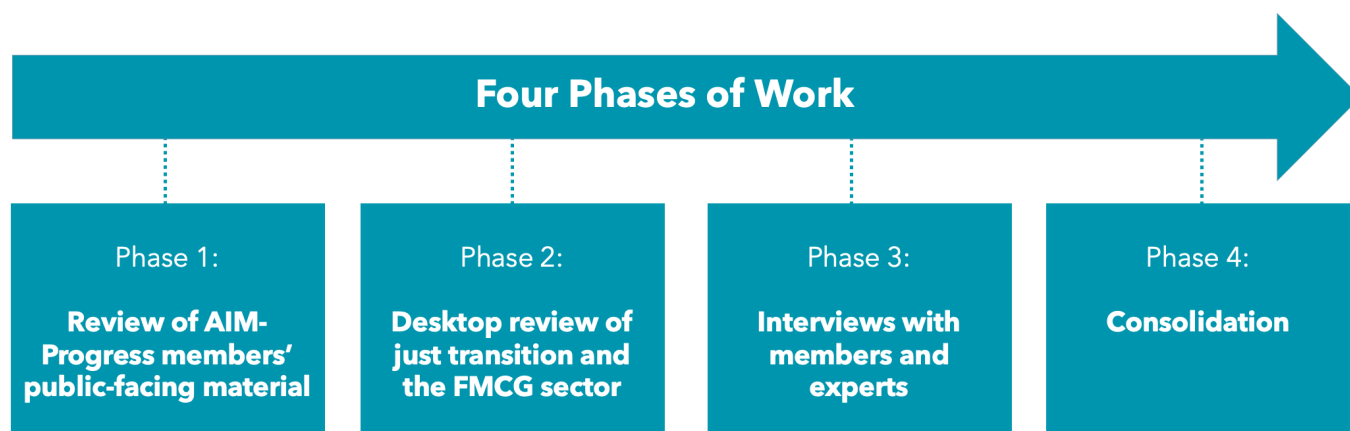 Four Phases of Work
Phase 1:
Review of AIM-
Progress members’
public-facing material
Phase 2:
Desktop review of
just transition and
the FMCG sector
Phase 3:
Interviews with
members and
experts
Phase 4:
Consolidation